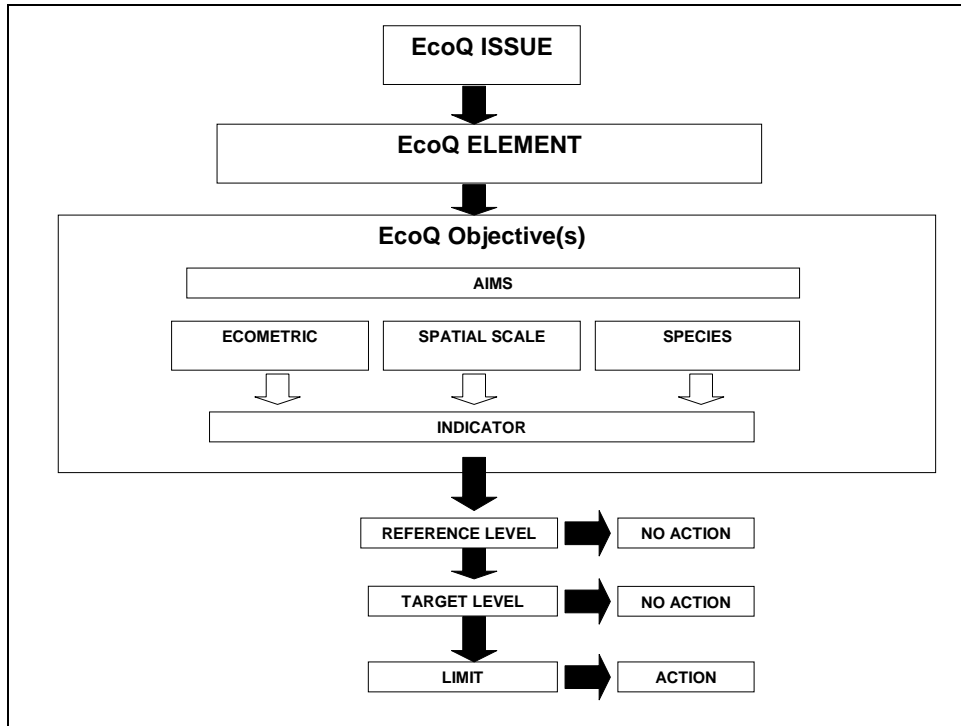 EcoQ ISSUE
EcoQ ELEMENT
EcoQ Objective(s)
AIMS
ECOMETRIC
SPATIAL SCALE
SPECIES
INDICATOR
REFERENCE LEVEL
NO ACTION
TARGET LEVEL
NO ACTION
LIMIT
ACTION